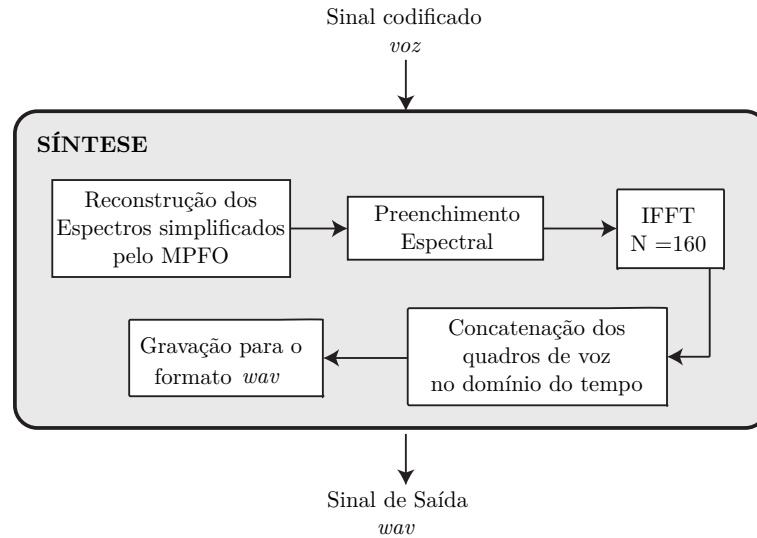 Sinal codificado
voz
SÍNTESE
Reconstrução dos
Espectros simplificados
pelo MPFO
Preenchimento
Espectral
IFFT
N =160
Concatenação dos
quadros de voz
no domínio do tempo
Gravação para o
formato wav
Sinal de Saída
wav